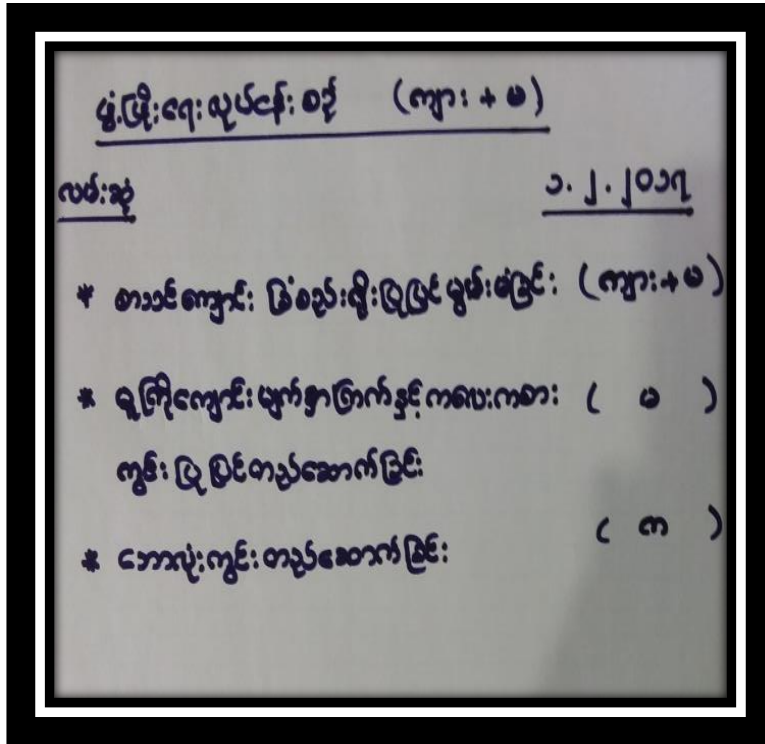 ဖွံ့ဖြိုးရေးလုပ်ငန်းစဉ် (ကျား + မ)
လမ်းဆုံ ၁.၂.၂၀၁၇
* စာသင်ကျောင်း ခြံစည်းရိုးပြုပြင်မွမ်းမံခြင်း (ကျား+မ)
* မူကြိုကျောင်းမျက်နှာကြက်နှင့်ကလေးကစား ( မ )
ကွင်းပြုပြင်တည်ဆောက်ခြင်း
* ဘောလုံးကွင်းတည်ဆောက်ခြင်း ( က )